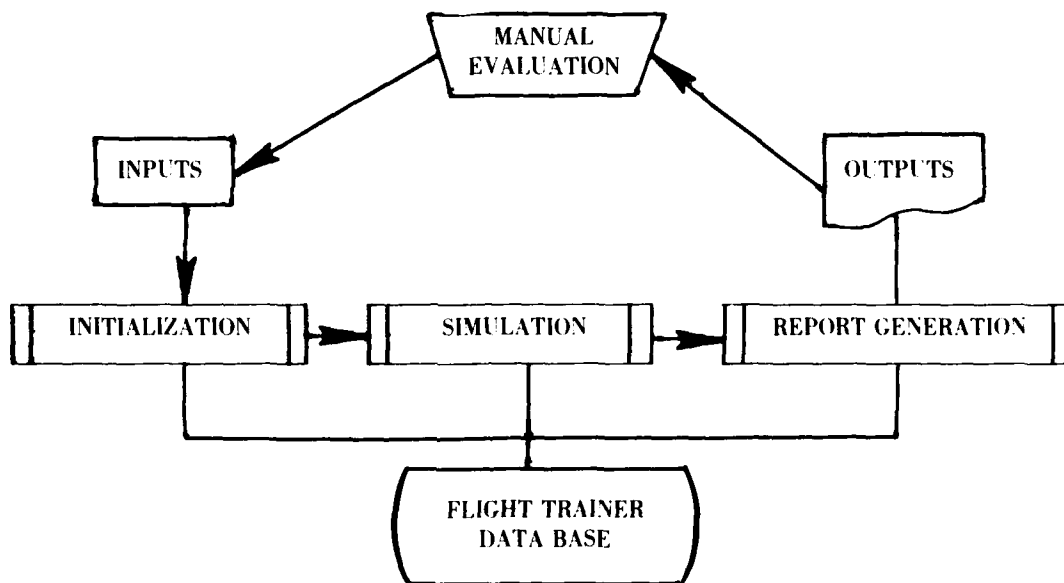 MANUAL
EVALUATION
INPUTS
OUTPUTS
INITIALIZATION
SIMULATION
REPORT GENERATION
FLIGHT TRAINER
DATA BASE